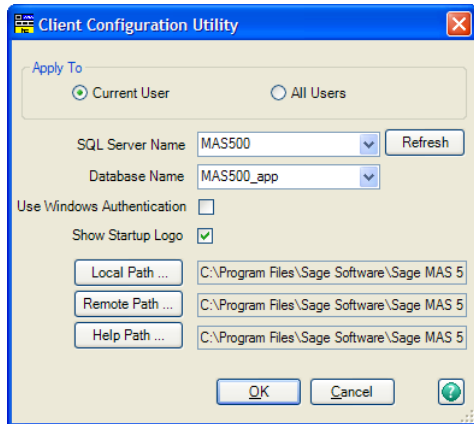 Client Configuration Utility
Apply To
Current User All Users
SQL Server Name MAS500 Refresh
Database Name MAS500_app
Use Windows Authentication
Show Startup Logo
Local Path ... C:\Program Files\Sage Software\Sage MAS 5
Remote Path ... C:\Program Files\Sage Software\Sage MAS 5
Help Path ... C:\Program Files\Sage Software\Sage MAS 5
OK Cancel ?